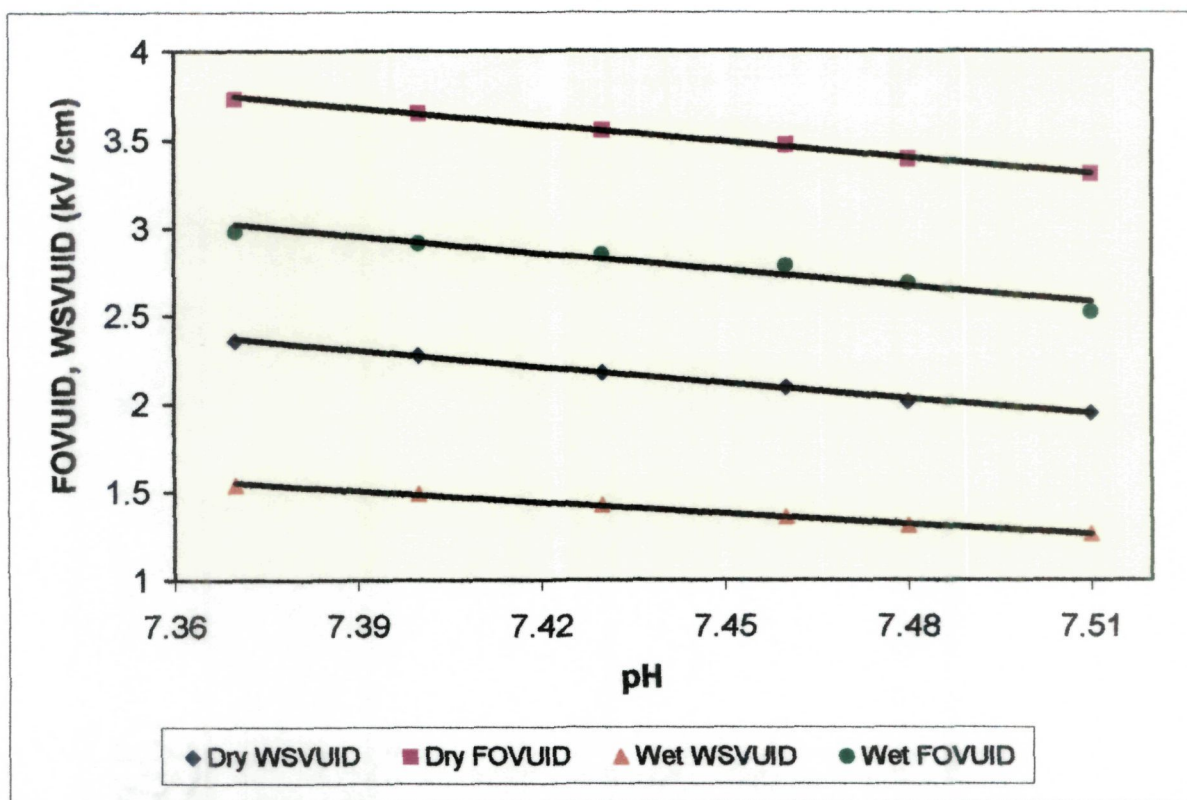 FOVUID, WSVUID (kV /cm)
4
3.5
3
2.5
2
1.5
1
7.36 7.39 7.42 7.45 7.48 7.51
pH
Dry WSVUID Dry FOVUID Wet WSVUID Wet FOVUID